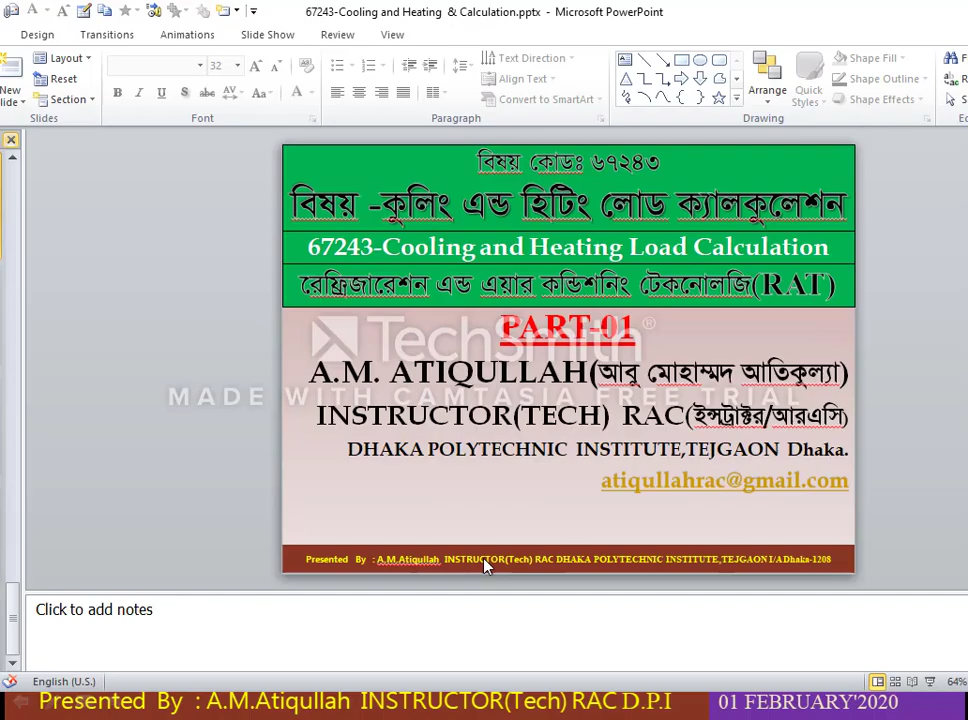 67243-Cooling and Heating & Calculation.pptx - Microsoft PowerPoint
Design Transitions Animations Slide Show Review View
New Slide
Layout
Reset
Section
Slides
32
Font
Paragraph
Text Direction
Align Text
Convert to SmartArt
Arrange
Quick Styles
Shape Fill
Shape Outline
Shape Effects
Drawing
বিষয় কোডঃ ৬৭২৪৩
বিষয় -কুলিং এন্ড হিটিং লোড ক্যালকুলেশন
67243-Cooling and Heating Load Calculation
রেফ্রিজারেশন এন্ড এয়ার কন্ডিশনিং টেকনোলজি(RAT)
PART-01
TechSmith®
A.M. ATIQULLAH(আবু মোহাম্মদ আতিকুল্যা)
MADE WITH CAMTASIA FREE TRIAL
INSTRUCTOR(TECH) RAC(ইন্সট্রাক্টর/আরএসি)
DHAKA POLYTECHNIC INSTITUTE,TEJGAON Dhaka.
atiqullahrac@gmail.com
Presented By : A.M.Atiqullah INSTRUCTOR(Tech) RAC DHAKA POLYTECHNIC INSTITUTE,TEJGAON I/A Dhaka-1208
Click to add notes
English (U.S.)
64%
Presented By : A.M.Atiqullah INSTRUCTOR(Tech) RAC D.P.I
01 FEBRUARY'2020